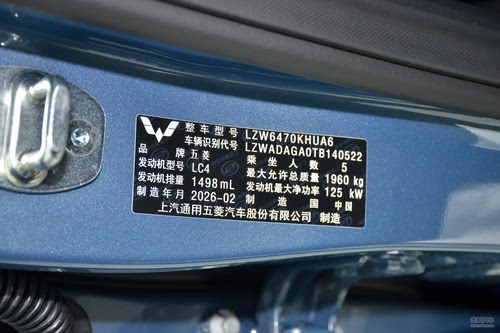 整车型号 LZW6470KHUA6
车辆识别代号 LZWADAGA0TB140522
品牌 五菱 乘坐人数 5
发动机型号 LC4 最大允许总质量 1960 kg
发动机排量 1498 mL 发动机最大净功率 125 kW
制造年月 2026-02 制造国 中国
上汽通用五菱汽车股份有限公司 制造